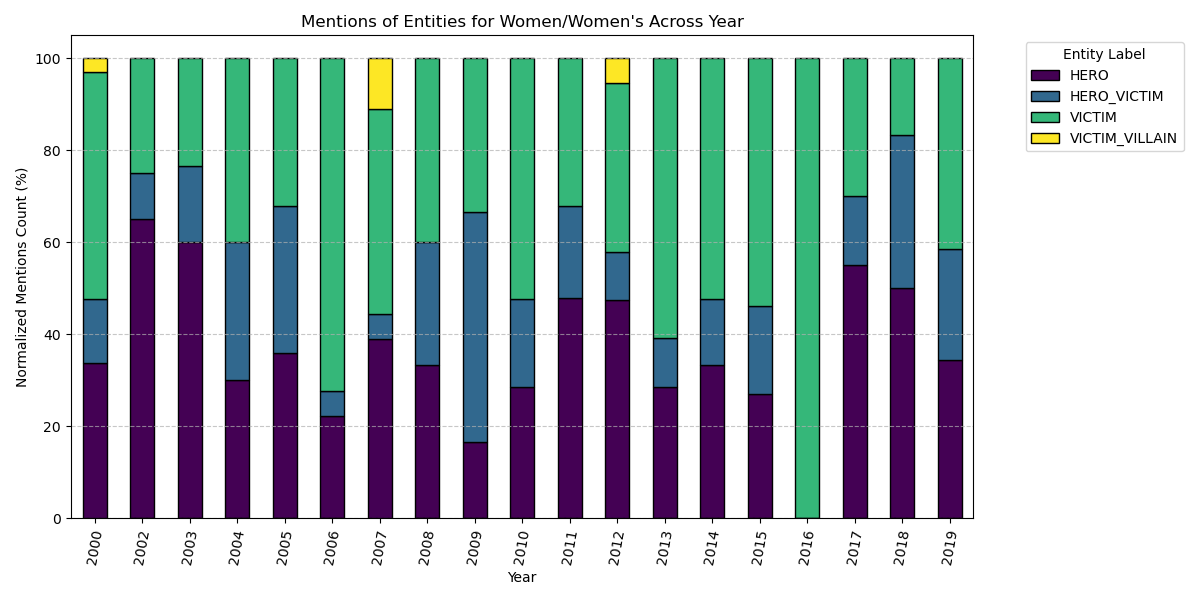 Mentions of Entities for Women/Women's Across Year
Normalized Mentions Count (%)
100
80
60
40
20
0
2000 2002 2003 2004 2005 2006 2007 2008 2009 2010 2011 2012 2013 2014 2015 2016 2017 2018 2019
Year
Entity Label
HERO
HERO_VICTIM
VICTIM
VICTIM_VILLAIN